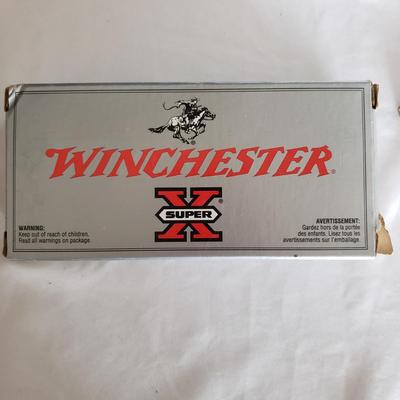 WINCHESTER®
SUPER X®
WARNING:
Keep out of reach of children.
Read all warnings on package.
AVERTISSEMENT:
Gardez hors de la portée
des enfants. Lisez tous les
avertissements sur l'emballage.